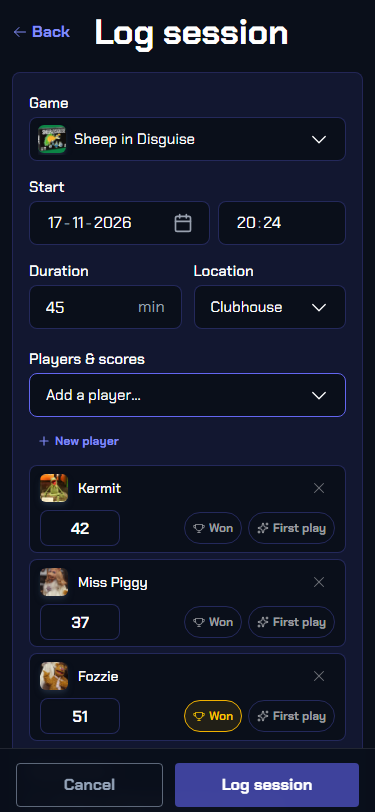 ← Back Log session
Game
Sheep in Disguise
Start
17-11-2026 20:24
Duration Location
45 min Clubhouse
Players & scores
Add a player...
+ New player
Kermit
42 Won First play
Miss Piggy
37 Won First play
Fozzie
51 Won First play
Cancel Log session